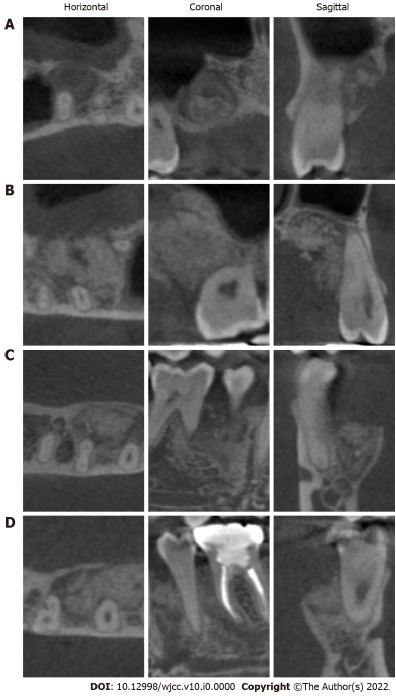 Horizontal Coronal Sagittal
A
B
C
D
DOI: 10.12998/wjcc.v10.i0.0000 Copyright ©The Author(s) 2022.